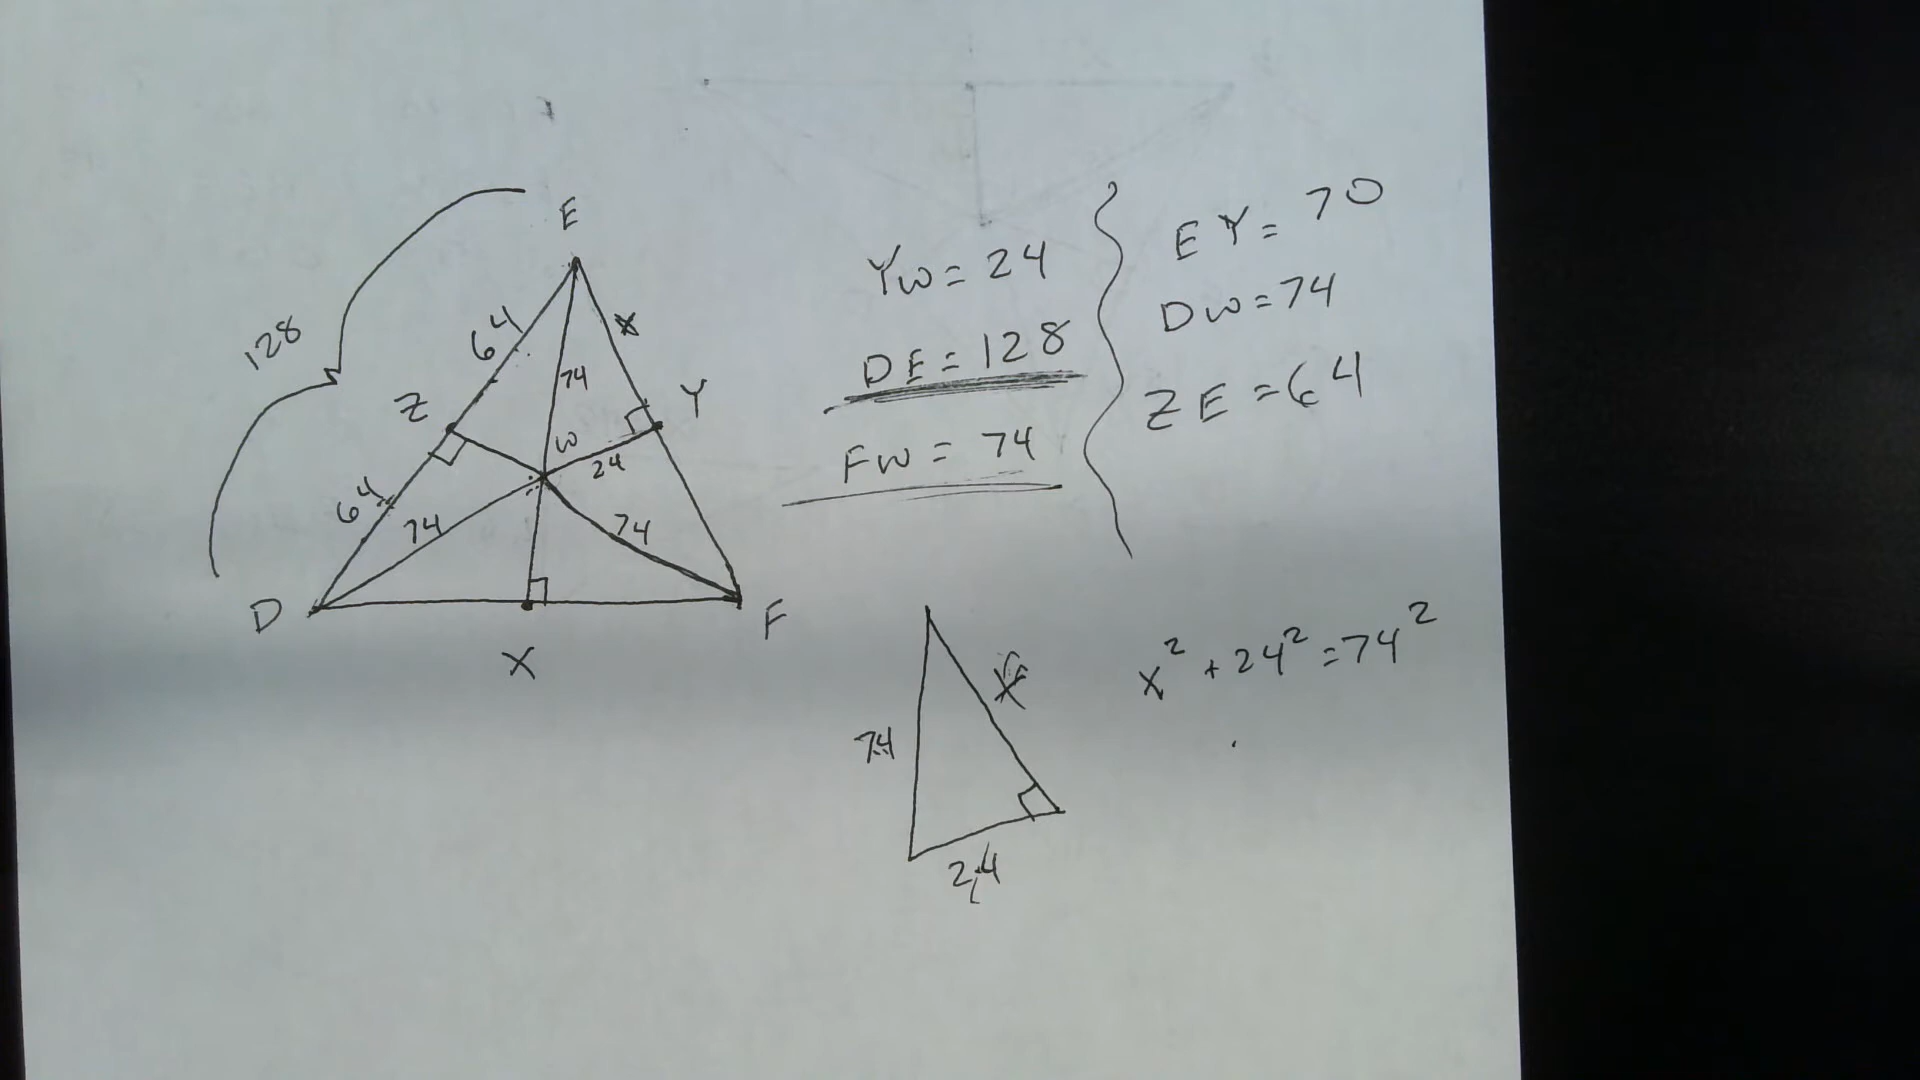 E
128
64
x
74
Z
Y
W
24
64
74
74
D
F
X
YW = 24
DE = 128
FW = 74
EY = 70
DW = 74
ZE = 64
74
x
24
x² + 24² = 74²